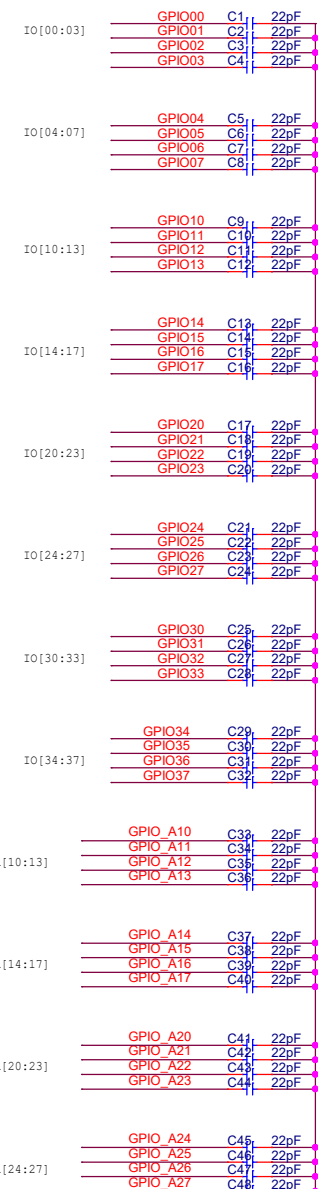 GPIO00 C1 22pF
IO[00:03] GPIO01 C2 22pF
GPIO02 C3 22pF
GPIO03 C4 22pF
GPIO04 C5 22pF
IO[04:07] GPIO05 C6 22pF
GPIO06 C7 22pF
GPIO07 C8 22pF
GPIO10 C9 22pF
IO[10:13] GPIO11 C10 22pF
GPIO12 C11 22pF
GPIO13 C12 22pF
GPIO14 C13 22pF
IO[14:17] GPIO15 C14 22pF
GPIO16 C15 22pF
GPIO17 C16 22pF
GPIO20 C17 22pF
IO[20:23] GPIO21 C18 22pF
GPIO22 C19 22pF
GPIO23 C20 22pF
GPIO24 C21 22pF
IO[24:27] GPIO25 C22 22pF
GPIO26 C23 22pF
GPIO27 C24 22pF
GPIO30 C25 22pF
IO[30:33] GPIO31 C26 22pF
GPIO32 C27 22pF
GPIO33 C28 22pF
GPIO34 C29 22pF
IO[34:37] GPIO35 C30 22pF
GPIO36 C31 22pF
GPIO37 C32 22pF
GPIO_A10 C33 22pF
[10:13] GPIO_A11 C34 22pF
GPIO_A12 C35 22pF
GPIO_A13 C36 22pF
GPIO_A14 C37 22pF
[14:17] GPIO_A15 C38 22pF
GPIO_A16 C39 22pF
GPIO_A17 C40 22pF
GPIO_A20 C41 22pF
[20:23] GPIO_A21 C42 22pF
GPIO_A22 C43 22pF
GPIO_A23 C44 22pF
GPIO_A24 C45 22pF
[24:27] GPIO_A25 C46 22pF
GPIO_A26 C47 22pF
GPIO_A27 C48 22pF